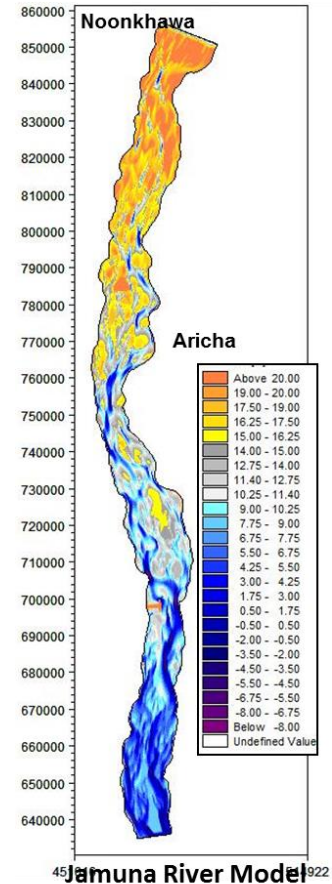 860000
Noonkhawa
850000
840000
830000
820000
810000
800000
790000
780000
770000
Aricha
760000
750000
740000
730000
720000
710000
700000
690000
680000
670000
660000
650000
640000
Above 20.00
19.00 - 20.00
17.50 - 19.00
16.25 - 17.50
15.00 - 16.25
14.00 - 15.00
12.75 - 14.00
11.40 - 12.75
10.25 - 11.40
9.00 - 10.25
7.75 - 9.00
6.75 - 7.75
5.50 - 6.75
4.25 - 5.50
3.00 - 4.25
1.75 - 3.00
0.50 - 1.75
-0.50 - 0.50
-2.00 - -0.50
-3.50 - -2.00
-4.50 - -3.50
-5.50 - -4.50
-6.75 - -5.50
-8.00 - -6.75
Below -8.00
Undefined Value
Jamuna River Model